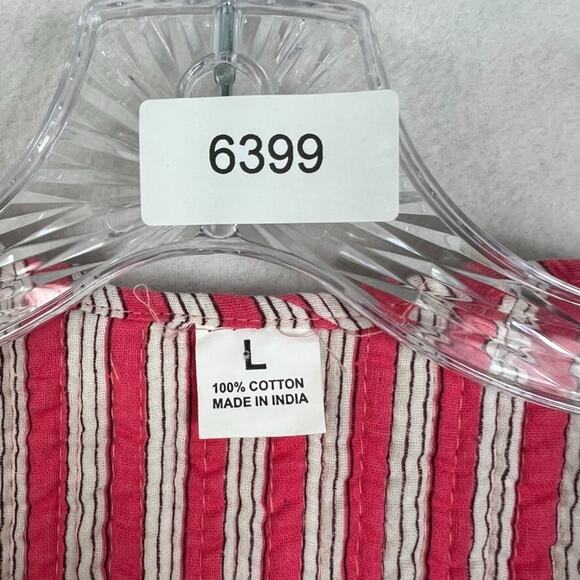 6399
L
100% COTTON
MADE IN INDIA